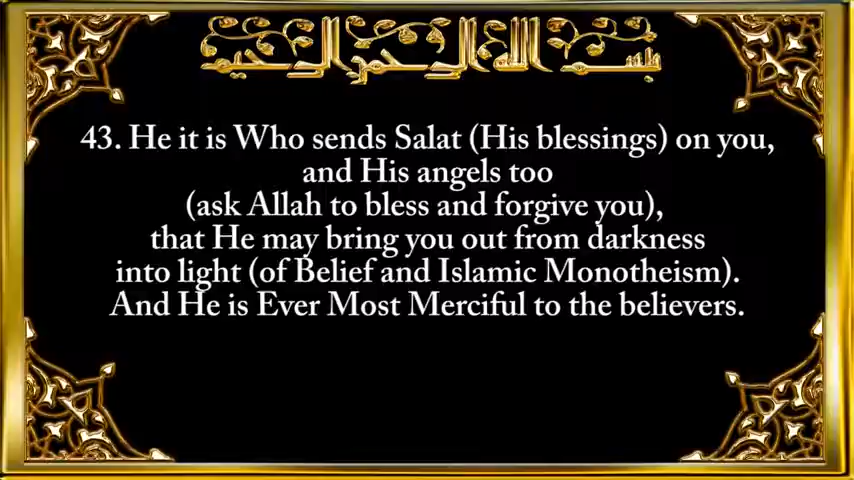 بسم الله الرحمن الرحيم
43. He it is Who sends Salat (His blessings) on you,
and His angels too
(ask Allah to bless and forgive you),
that He may bring you out from darkness
into light (of Belief and Islamic Monotheism).
And He is Ever Most Merciful to the believers.